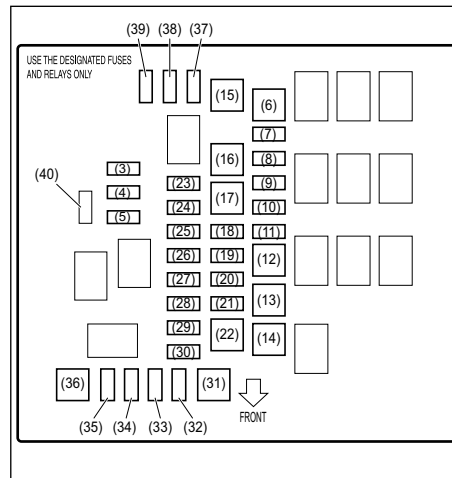 (39) (38) (37)
USE THE DESIGNATED FUSES
AND RELAYS ONLY
(15) (6)
(7)
(16) (8)
(3)
(40) (4) (23) (17) (9)
(5) (24) (10)
(25) (18) (11)
(26) (19) (12)
(27) (20)
(28) (21) (13)
(29) (22) (14)
(30)
(36) (31)
FRONT
(35) (34) (33) (32)